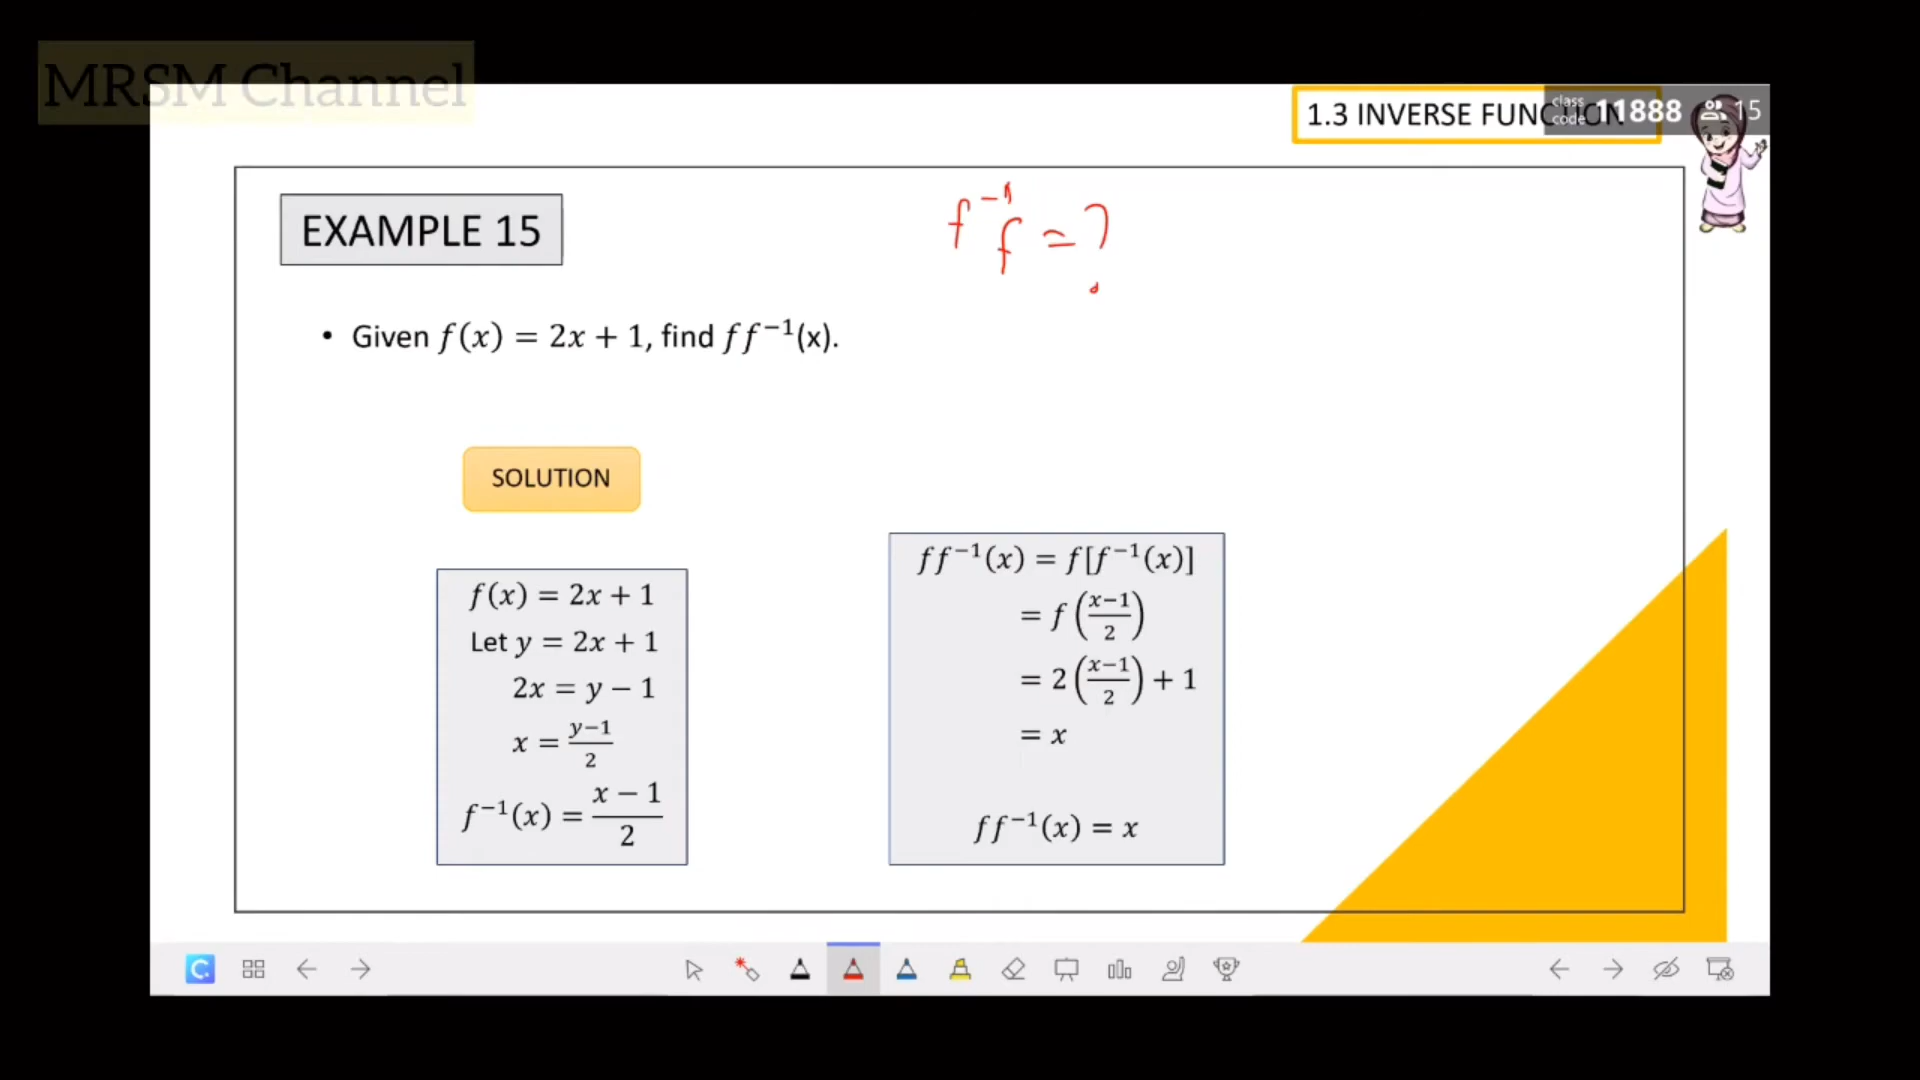 MRSM Channel
1.3 INVERSE FUNCTION
class code 11888 15
EXAMPLE 15
f⁻¹f = ?
• Given f(x) = 2x + 1, find ff⁻¹(x).
SOLUTION
f(x) = 2x + 1
Let y = 2x + 1
2x = y − 1
x = (y−1)/2
f⁻¹(x) = (x − 1)/2
ff⁻¹(x) = f[f⁻¹(x)]
= f((x−1)/2)
= 2((x−1)/2) + 1
= x
ff⁻¹(x) = x